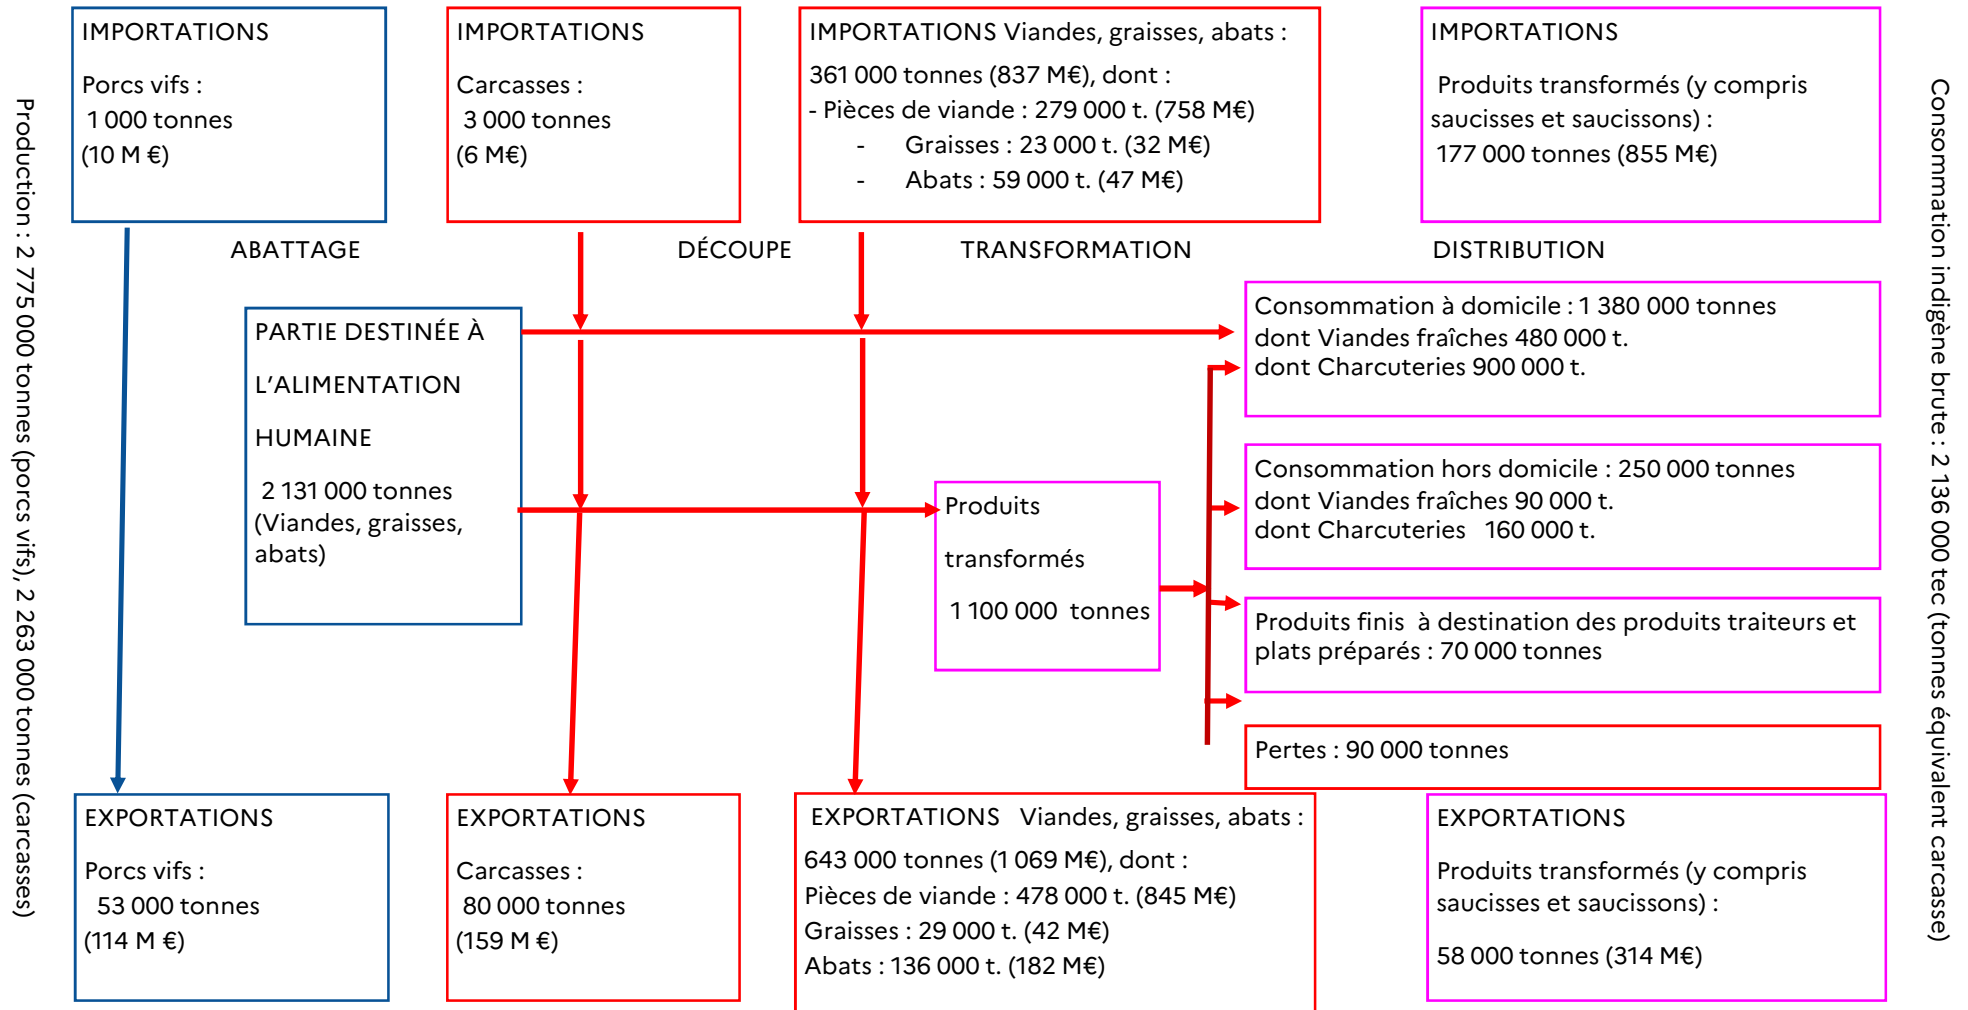 IMPORTATIONS
Porcs vifs :
1 000 tonnes
(10 M €)
IMPORTATIONS
Carcasses :
3 000 tonnes
(6 M€)
IMPORTATIONS Viandes, graisses, abats :
361 000 tonnes (837 M€), dont :
- Pièces de viande : 279 000 t. (758 M€)
- Graisses : 23 000 t. (32 M€)
- Abats : 59 000 t. (47 M€)
IMPORTATIONS
Produits transformés (y compris
saucisses et saucissons) :
177 000 tonnes (855 M€)
Production : 2 775 000 tonnes (porcs vifs), 2 263 000 tonnes (carcasses)
ABATTAGE
DÉCOUPE
TRANSFORMATION
DISTRIBUTION
PARTIE DESTINÉE À
L’ALIMENTATION
HUMAINE
2 131 000 tonnes
(Viandes, graisses,
abats)
Produits
transformés
1 100 000 tonnes
Consommation à domicile : 1 380 000 tonnes
dont Viandes fraîches 480 000 t.
dont Charcuteries 900 000 t.
Consommation hors domicile : 250 000 tonnes
dont Viandes fraîches 90 000 t.
dont Charcuteries 160 000 t.
Produits finis à destination des produits traiteurs et
plats préparés : 70 000 tonnes
Pertes : 90 000 tonnes
Consommation indigène brute : 2 136 000 tec (tonnes équivalent carcasse)
EXPORTATIONS
Porcs vifs :
53 000 tonnes
(114 M €)
EXPORTATIONS
Carcasses :
80 000 tonnes
(159 M €)
EXPORTATIONS Viandes, graisses, abats :
643 000 tonnes (1 069 M€), dont :
Pièces de viande : 478 000 t. (845 M€)
Graisses : 29 000 t. (42 M€)
Abats : 136 000 t. (182 M€)
EXPORTATIONS
Produits transformés (y compris
saucisses et saucissons) :
58 000 tonnes (314 M€)